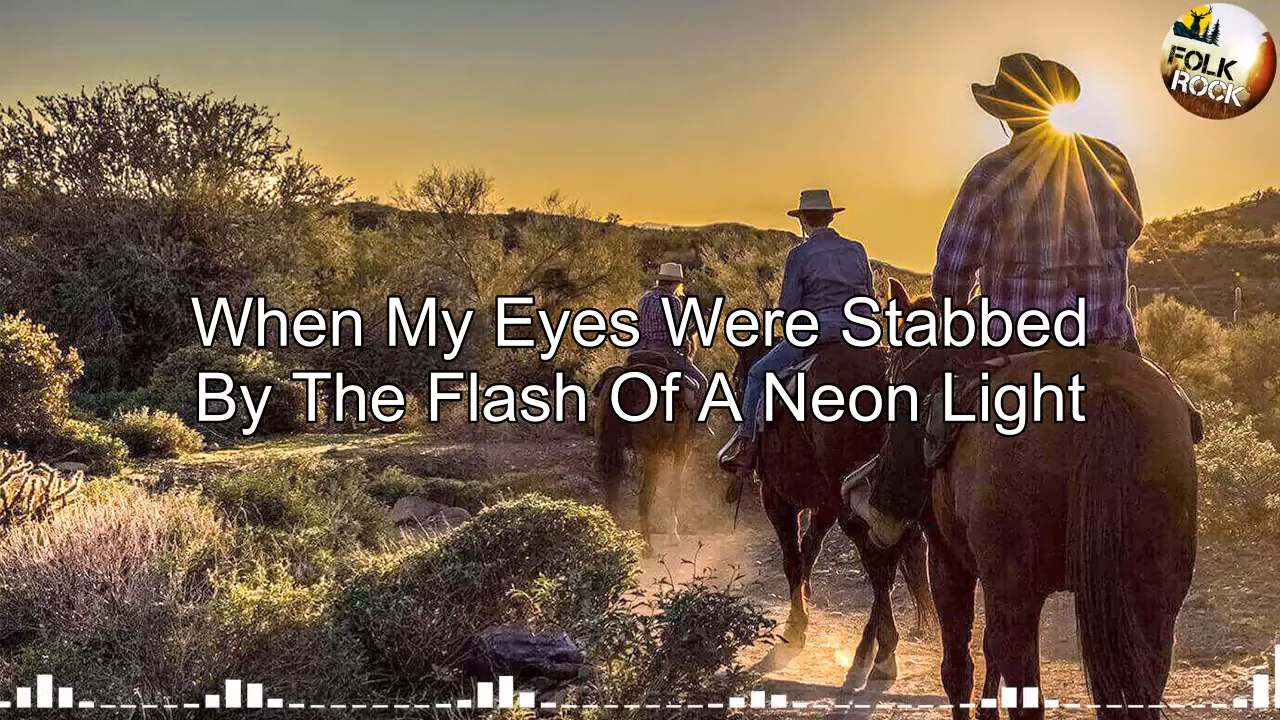 FOLK
ROCK
When My Eyes Were Stabbed
By The Flash Of A Neon Light